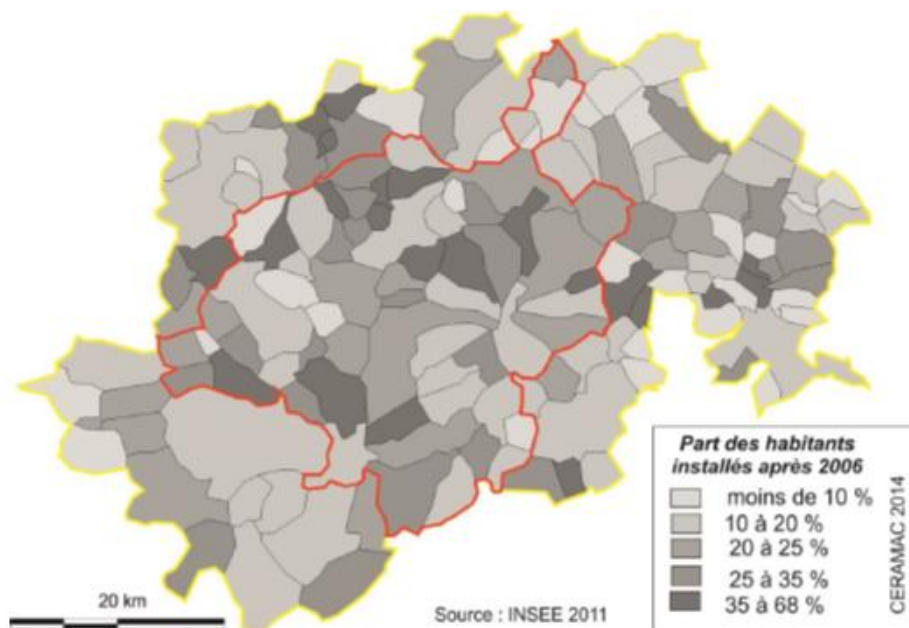 Part des habitants
installés après 2006
moins de 10 %
10 à 20 %
20 à 25 %
25 à 35 %
35 à 68 %
CERAMAC 2014
20 km
Source : INSEE 2011